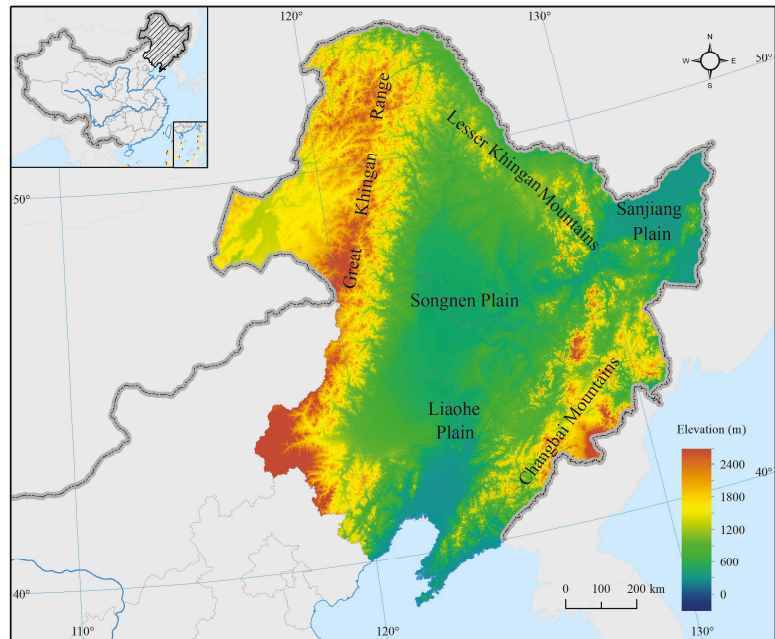 120°
130°
N
W
E
S
50°
50°
Great Khingan Range
Lesser Khingan Mountains
Sanjiang
Plain
Songnen Plain
Liaohe
Plain
Changbai Mountains
Elevation (m)
2400
1800
1200
600
0
40°
40°
0
100
200 km
110°
120°
130°